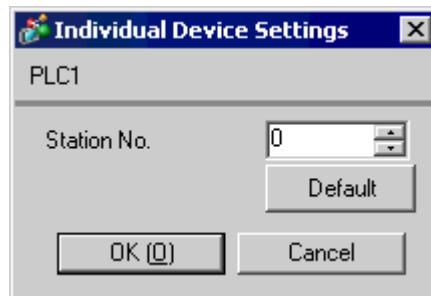 Individual Device Settings
PLC1
Station No.
0
Default
OK (O)
Cancel